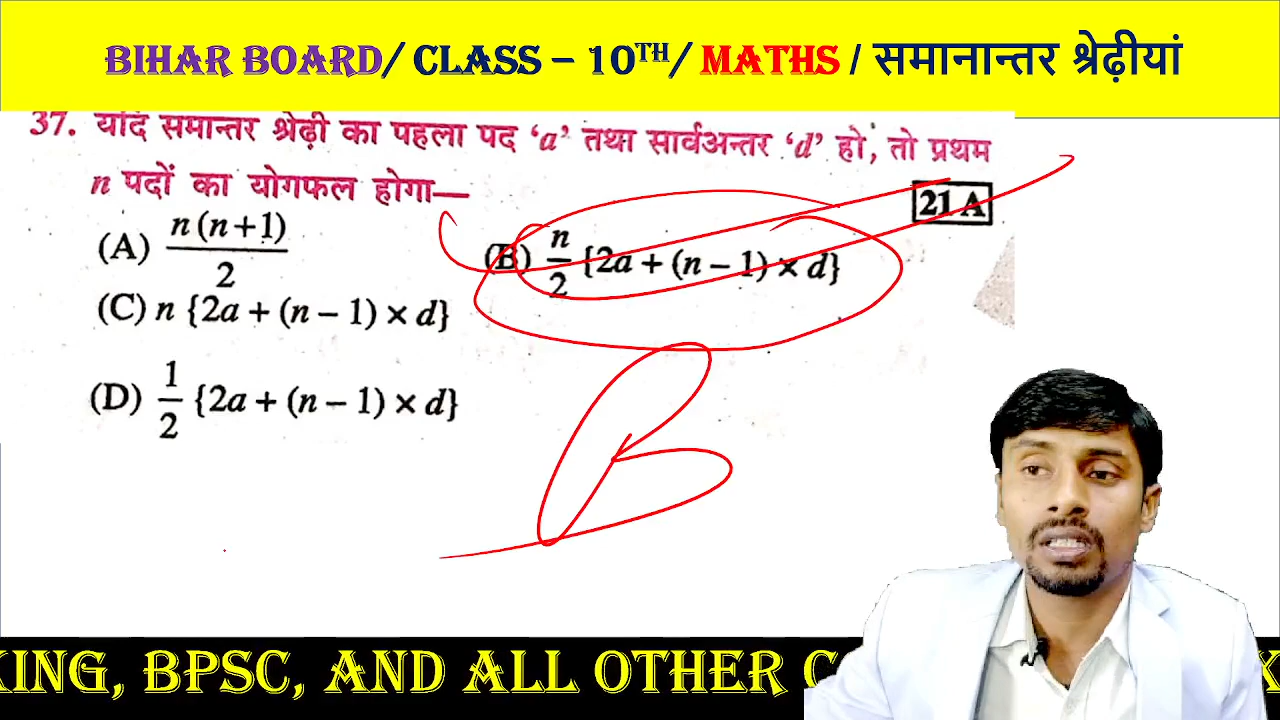 BIHAR BOARD/ CLASS – 10TH/ MATHS / समानान्तर श्रेढ़ीयां
37. यदि समान्तर श्रेढ़ी का पहला पद ‘a’ तथा सार्वअन्तर ‘d’ हो, तो प्रथम
n पदों का योगफल होगा—
21 A
(A) n(n+1)/2
(B) n/2 {2a + (n – 1) × d}
(C) n {2a + (n – 1) × d}
(D) 1/2 {2a + (n – 1) × d}
B
KING, BPSC, AND ALL OTHER C